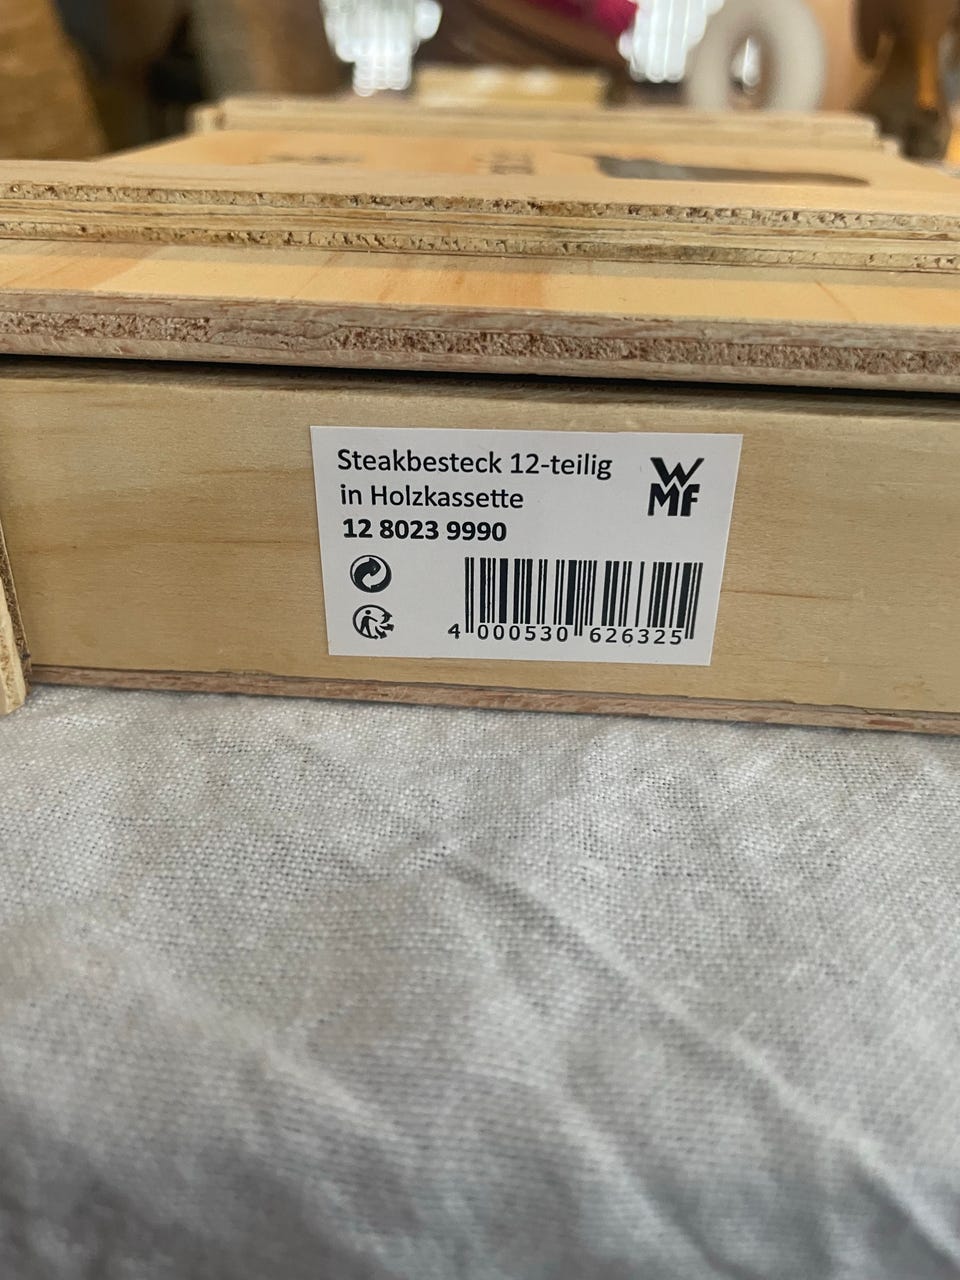 Steakbesteck 12-teilig
in Holzkassette
12 8023 9990
WMF
4 000530 626325